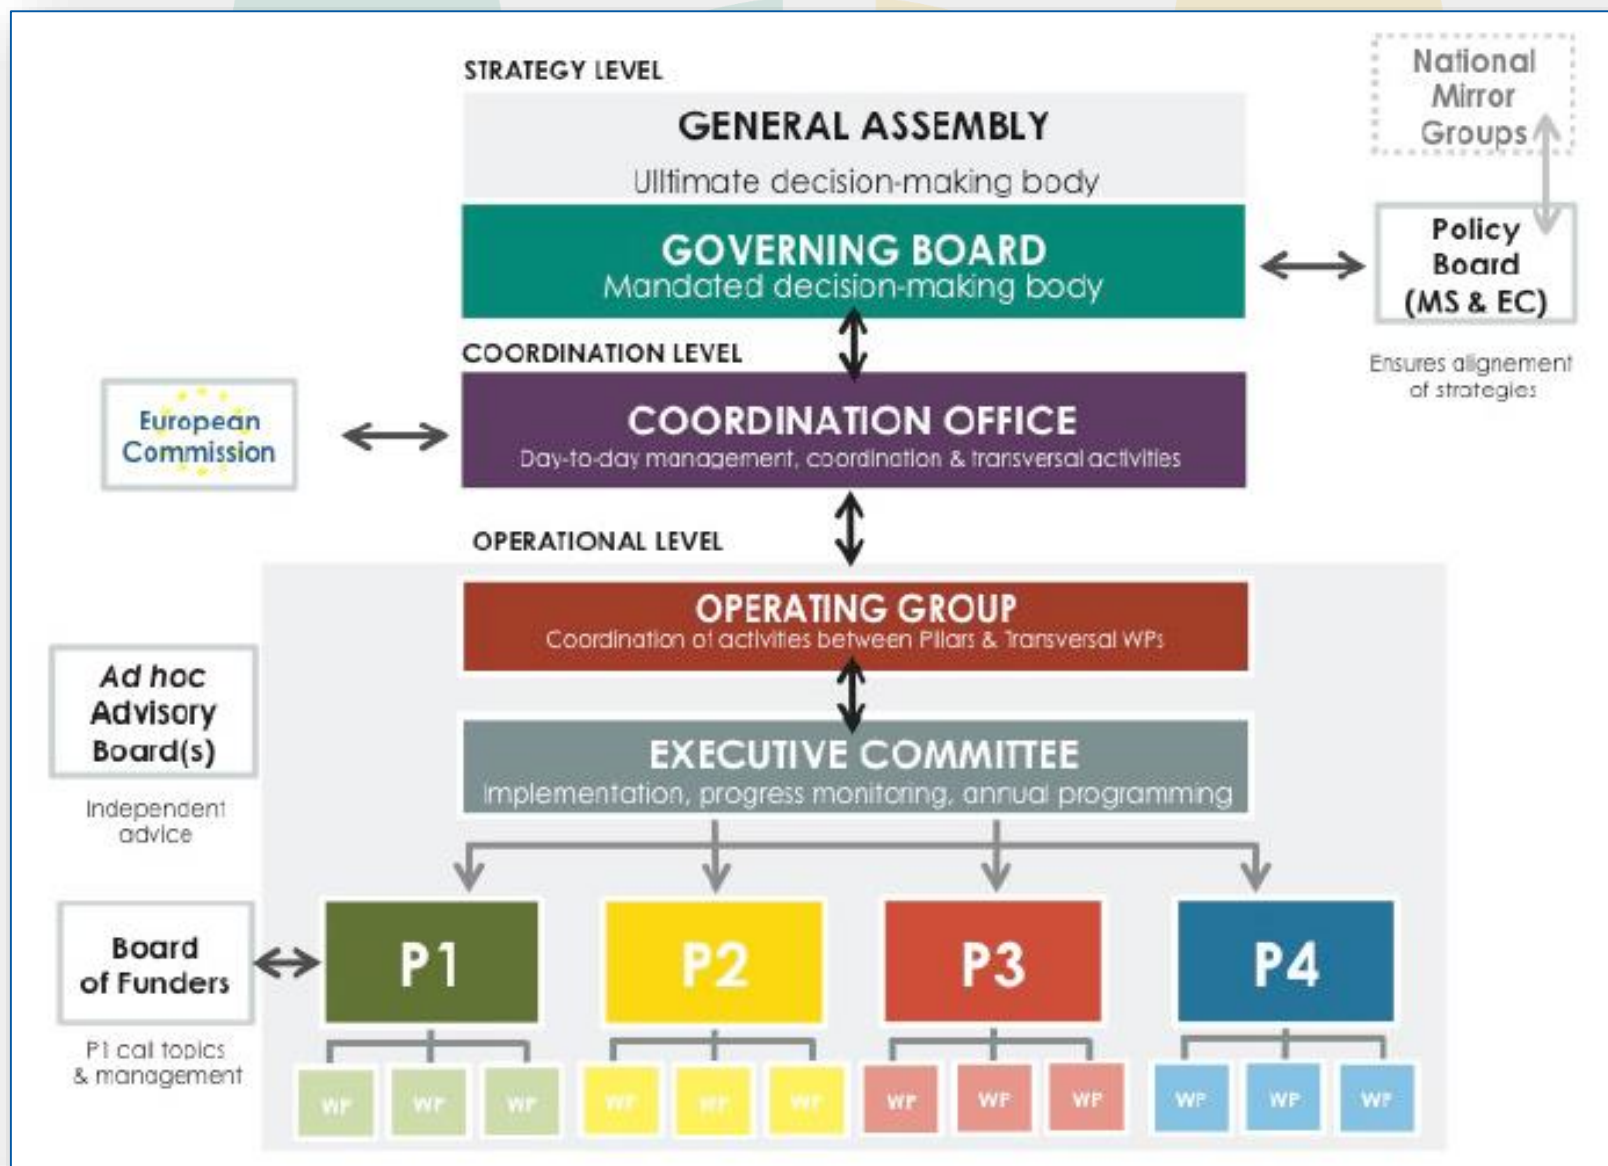 STRATEGY LEVEL
GENERAL ASSEMBLY
Ulltimate decision-making body
GOVERNING BOARD
Mandated decision-making body
National
Mirror
Groups
Policy
Board
(MS & EC)
Ensures alignement
of strategies
COORDINATION LEVEL
COORDINATION OFFICE
Day-to-day management, coordination & transversal activities
European
Commission
OPERATIONAL LEVEL
OPERATING GROUP
Coordination of activities between Pillars & Transversal WPs
Ad hoc
Advisory
Board(s)
Independent
advice
EXECUTIVE COMMITTEE
Implementation, progress monitoring, annual programming
Board
of Funders
P1 call topics
& management
P1
P2
P3
P4
WP
WP
WP
WP
WP
WP
WP
WP
WP
WP
WP
WP